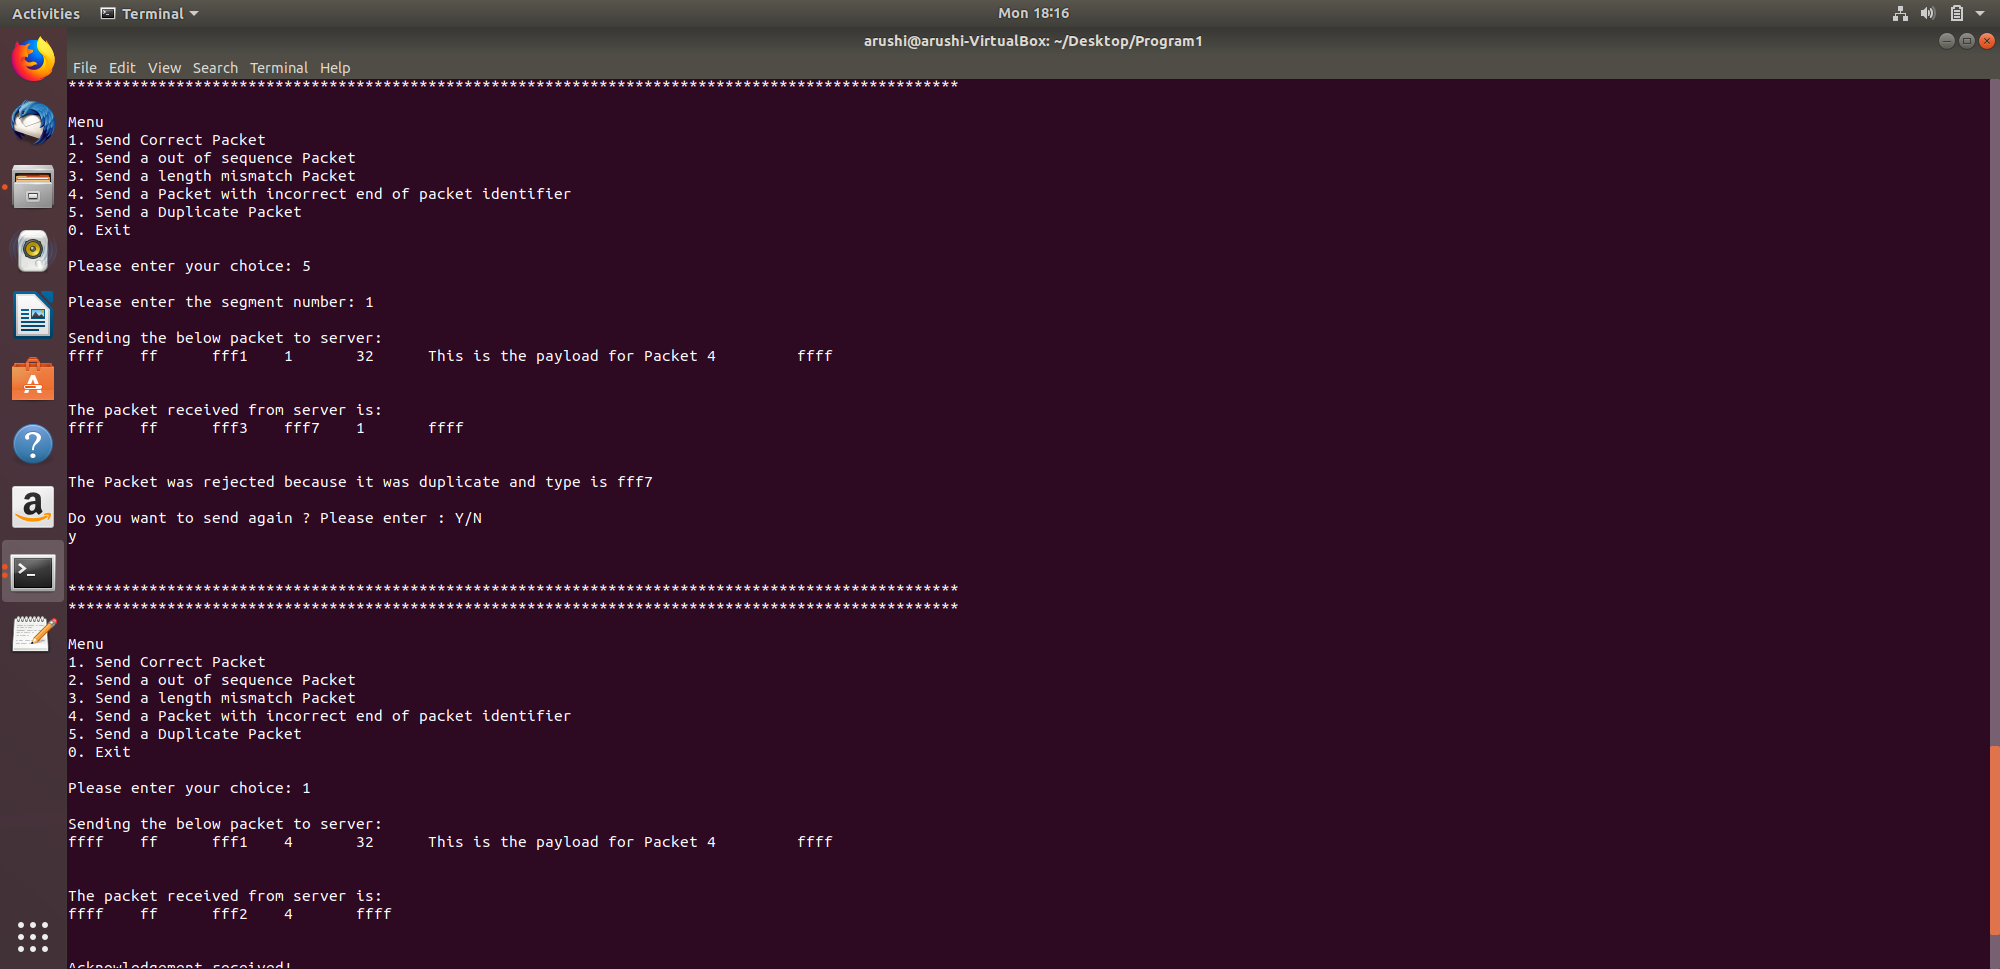 Activities Terminal Mon 18:16
arushi@arushi-VirtualBox: ~/Desktop/Program1
File Edit View Search Terminal Help
***************************************************************************************************
Menu
1. Send Correct Packet
2. Send a out of sequence Packet
3. Send a length mismatch Packet
4. Send a Packet with incorrect end of packet identifier
5. Send a Duplicate Packet
0. Exit
Please enter your choice: 5
Please enter the segment number: 1
Sending the below packet to server:
ffff ff fff1 1 32 This is the payload for Packet 4 ffff
The packet received from server is:
ffff ff fff3 fff7 1 ffff
The Packet was rejected because it was duplicate and type is fff7
Do you want to send again ? Please enter : Y/N
y
***************************************************************************************************
***************************************************************************************************
Menu
1. Send Correct Packet
2. Send a out of sequence Packet
3. Send a length mismatch Packet
4. Send a Packet with incorrect end of packet identifier
5. Send a Duplicate Packet
0. Exit
Please enter your choice: 1
Sending the below packet to server:
ffff ff fff1 4 32 This is the payload for Packet 4 ffff
The packet received from server is:
ffff ff fff2 4 ffff
Acknowledgement received!